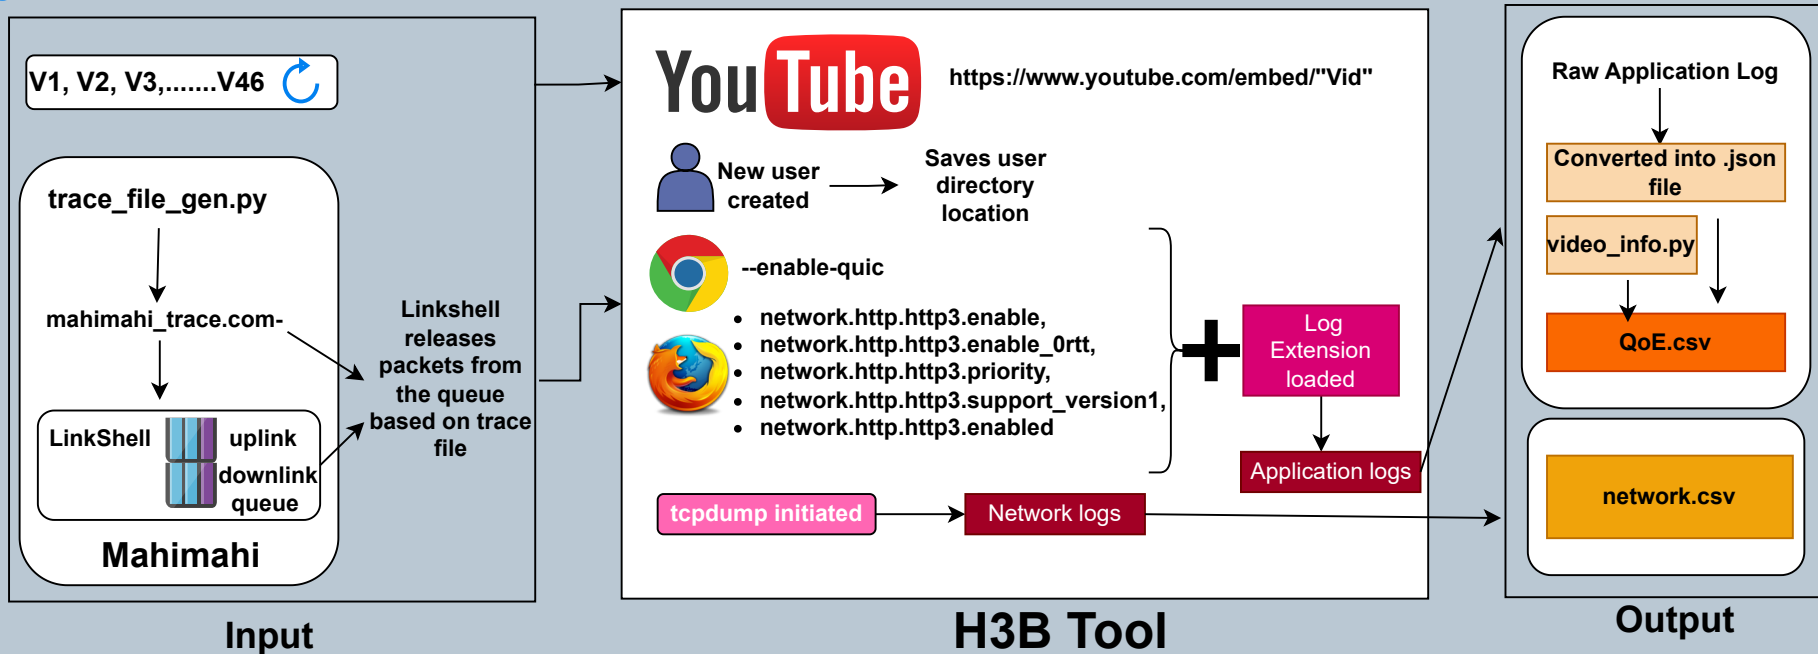 V1, V2, V3,.......V46
trace_file_gen.py
mahimahi_trace.com-
LinkShell
uplink
downlink
queue
Mahimahi
Linkshell
releases
packets from
the queue
based on trace
file
Input
YouTube
https://www.youtube.com/embed/"Vid"
New user
created
Saves user
directory
location
--enable-quic
network.http.http3.enable,
network.http.http3.enable_0rtt,
network.http.http3.priority,
network.http.http3.support_version1,
network.http.http3.enabled
Log
Extension
loaded
Application logs
tcpdump initiated
Network logs
H3B Tool
Raw Application Log
Converted into .json
file
video_info.py
QoE.csv
network.csv
Output